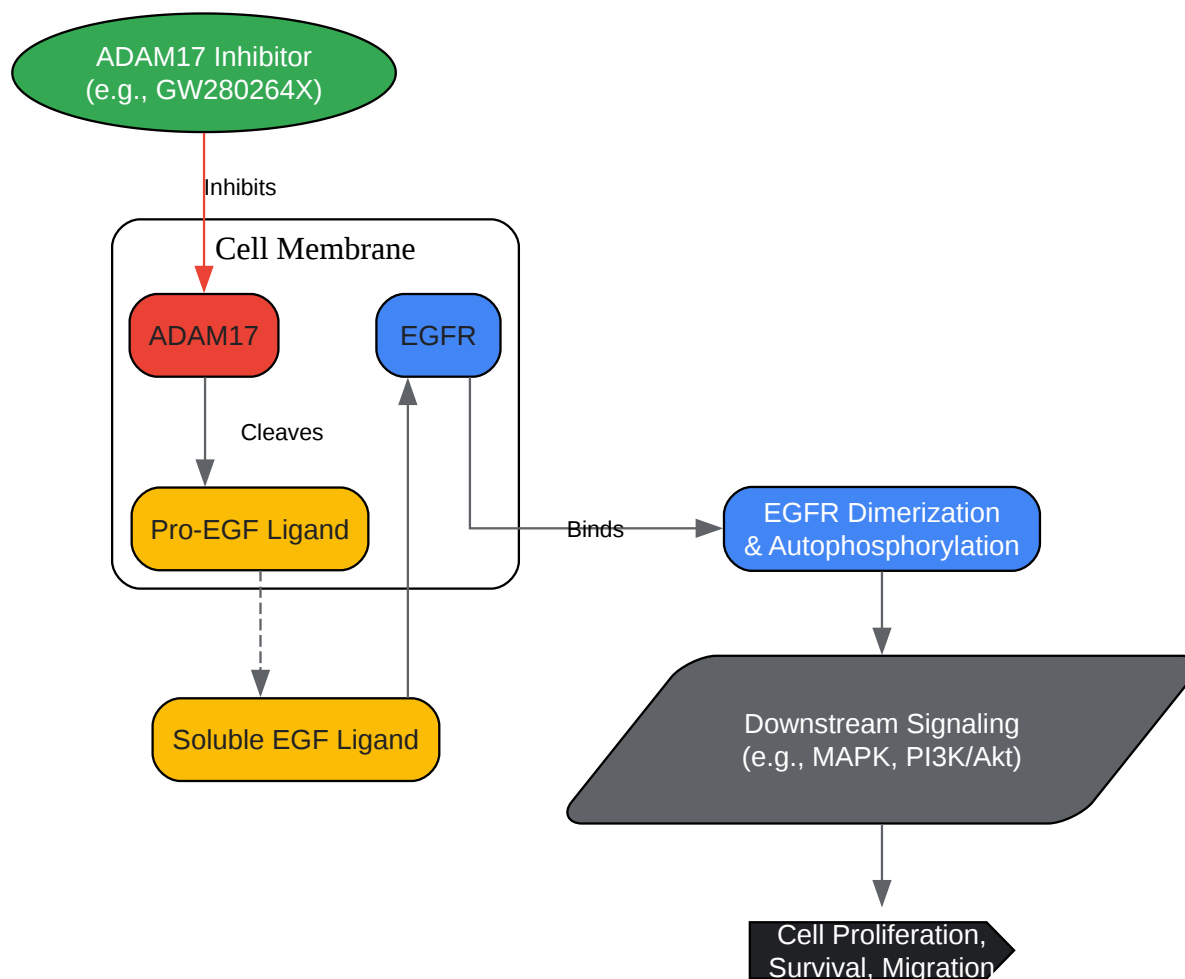 ADAM17 Inhibitor
(e.g., GW280264X)
Inhibits
Cell Membrane
ADAM17
EGFR
Cleaves
Pro-EGF Ligand
Binds
EGFR Dimerization
& Autophosphorylation
Soluble EGF Ligand
Downstream Signaling
(e.g., MAPK, PI3K/Akt)
Cell Proliferation,
Survival, Migration